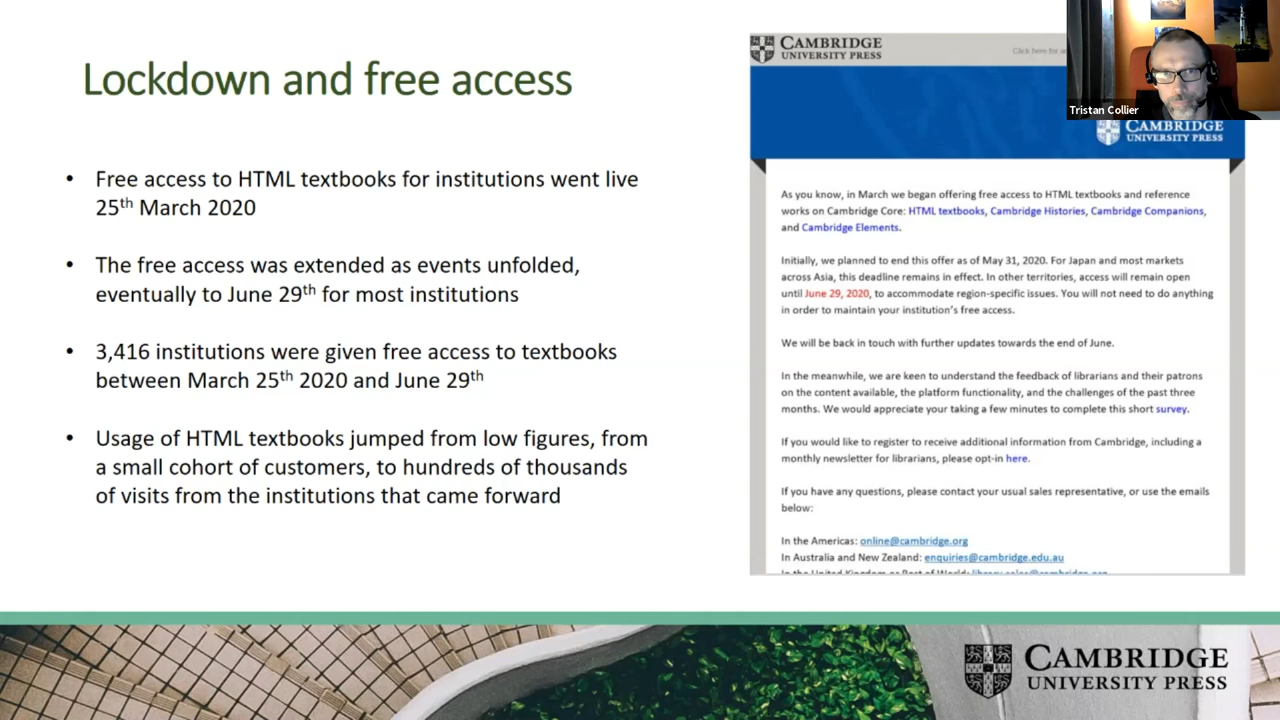 Lockdown and free access
• Free access to HTML textbooks for institutions went live
25th March 2020
• The free access was extended as events unfolded,
eventually to June 29th for most institutions
• 3,416 institutions were given free access to textbooks
between March 25th 2020 and June 29th
• Usage of HTML textbooks jumped from low figures, from
a small cohort of customers, to hundreds of thousands
of visits from the institutions that came forward
CAMBRIDGE
UNIVERSITY PRESS
Click here for
Tristan Collier
CAMBRIDGE
UNIVERSITY PRESS
As you know, in March we began offering free access to HTML textbooks and reference
works on Cambridge Core: HTML textbooks, Cambridge Histories, Cambridge Companions,
and Cambridge Elements.
Initially, we planned to end this offer as of May 31, 2020. For Japan and most markets
across Asia, this deadline remains in effect. In other territories, access will remain open
until June 29, 2020, to accommodate region-specific issues. You will not need to do anything
in order to maintain your institution's free access.
We will be back in touch with further updates towards the end of June.
In the meanwhile, we are keen to understand the feedback of librarians and their patrons
on the content available, the platform functionality, and the challenges of the past three
months. We would appreciate your taking a few minutes to complete this short survey.
If you would like to register to receive additional information from Cambridge, including a
monthly newsletter for librarians, please opt-in here.
If you have any questions, please contact your usual sales representative, or use the emails
below:
In the Americas: online@cambridge.org
In Australia and New Zealand: enquiries@cambridge.edu.au
CAMBRIDGE
UNIVERSITY PRESS